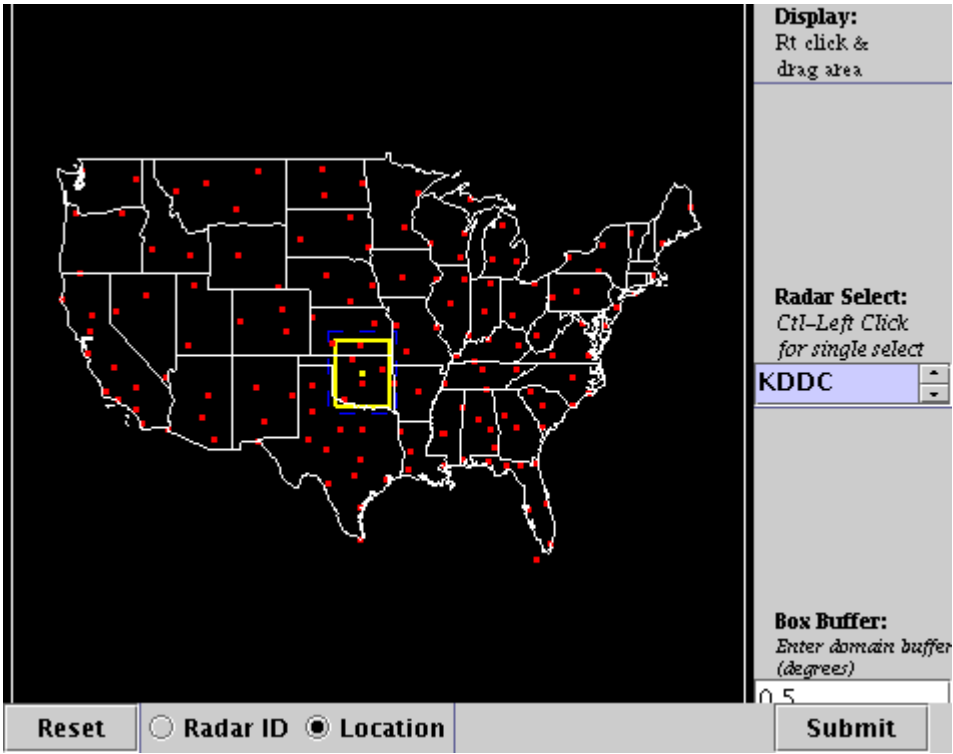 Display:
Rt click &
drag area
Radar Select:
Ctl-Left Click
for single select
KDDC
Box Buffer:
Enter domain buffer
(degrees)
0.5
Reset
Radar ID
Location
Submit